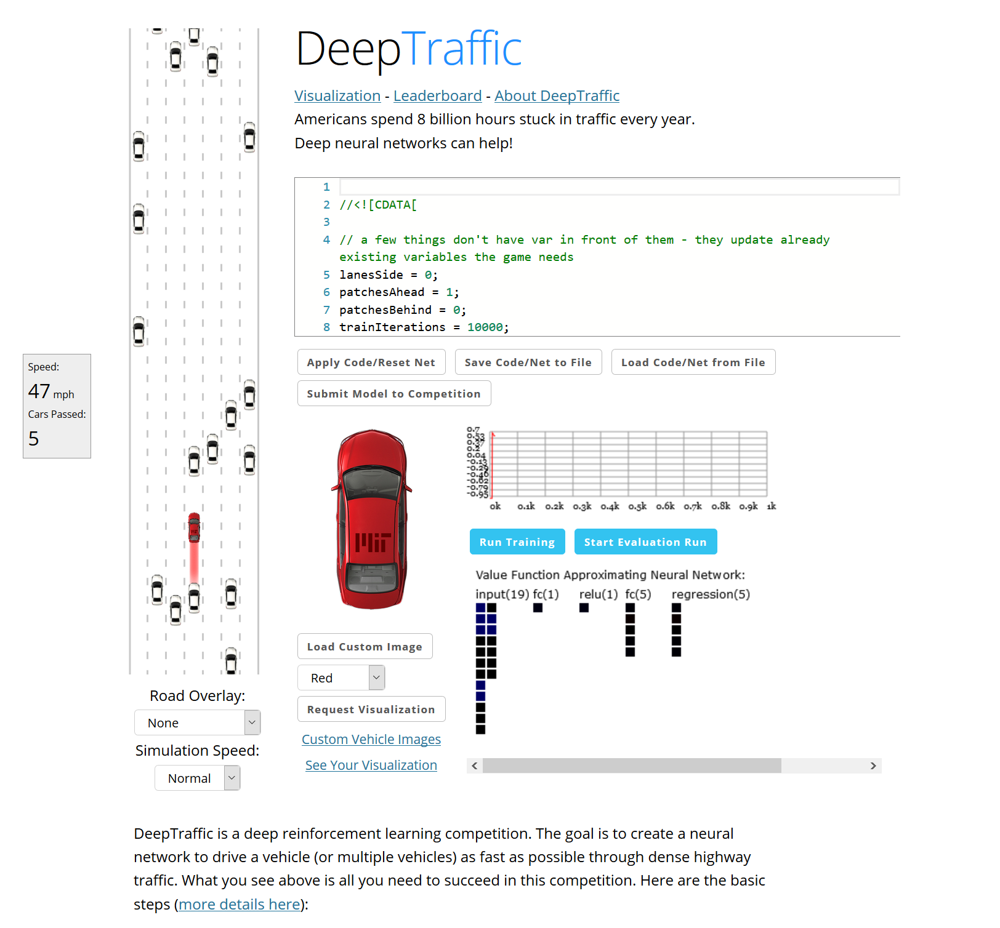 DeepTraffic
Visualization - Leaderboard - About DeepTraffic
Americans spend 8 billion hours stuck in traffic every year.
Deep neural networks can help!
1
2 //<![CDATA[
3
4 // a few things don't have var in front of them - they update already
existing variables the game needs
5 lanesSide = 0;
6 patchesAhead = 1;
7 patchesBehind = 0;
8 trainIterations = 10000;
Apply Code/Reset Net Save Code/Net to File Load Code/Net from File
Submit Model to Competition
Speed:
47 mph
Cars Passed:
5
0.7
0.53
0.37
0.2
0.04
-0.13
-0.29
-0.46
-0.62
-0.79
-0.95
0k 0.1k 0.2k 0.3k 0.4k 0.5k 0.6k 0.7k 0.8k 0.9k 1k
MIT
Run Training Start Evaluation Run
Value Function Approximating Neural Network:
input(19) fc(1) relu(1) fc(5) regression(5)
Load Custom Image
Red
Request Visualization
Custom Vehicle Images
See Your Visualization
Road Overlay:
None
Simulation Speed:
Normal
DeepTraffic is a deep reinforcement learning competition. The goal is to create a neural
network to drive a vehicle (or multiple vehicles) as fast as possible through dense highway
traffic. What you see above is all you need to succeed in this competition. Here are the basic
steps (more details here):